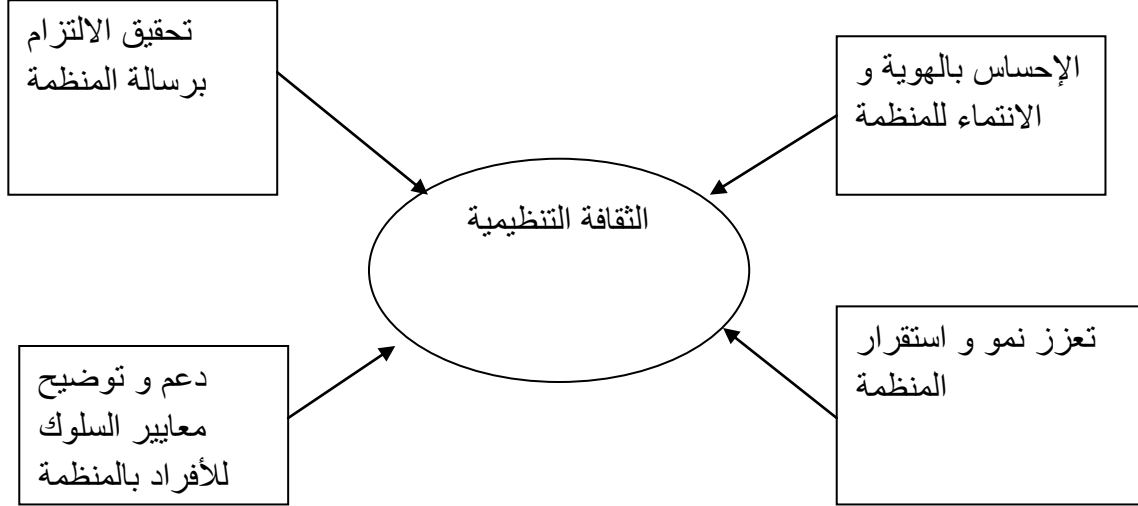 الإحساس بالهوية و
الانتماء للمنظمة
تحقيق الالتزام
برسالة المنظمة
الثقافة التنظيمية
تعزز نمو و استقرار
المنظمة
دعم و توضيح
معايير السلوك
للأفراد بالمنظمة